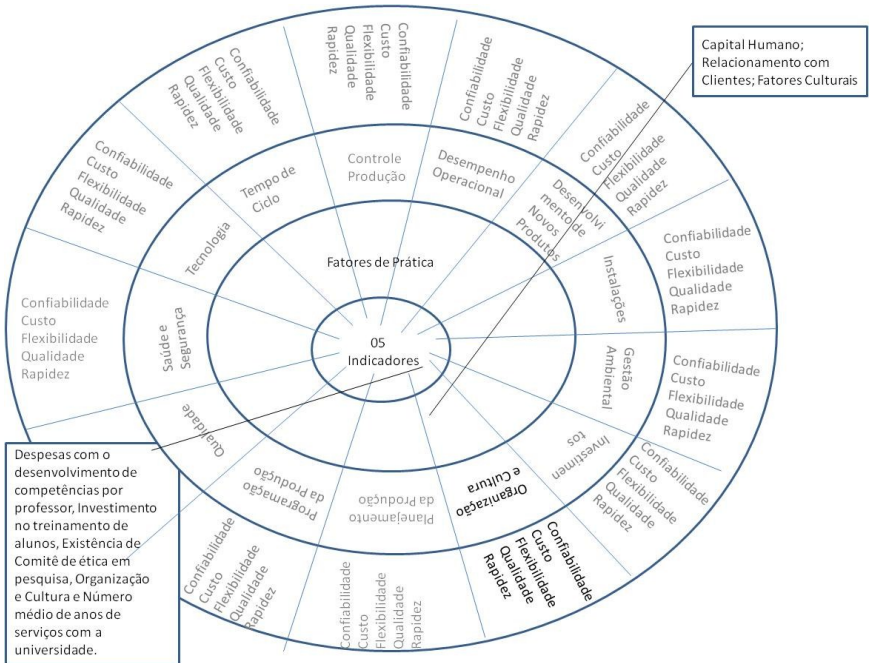 Capital Humano;
Relacionamento com
Clientes; Fatores Culturais
Confiabilidade
Custo
Flexibilidade
Qualidade
Rapidez
Confiabilidade
Custo
Flexibilidade
Qualidade
Rapidez
Confiabilidade
Custo
Flexibilidade
Qualidade
Rapidez
Confiabilidade
Custo
Flexibilidade
Qualidade
Rapidez
Confiabilidade
Custo
Flexibilidade
Qualidade
Rapidez
Confiabilidade
Custo
Flexibilidade
Qualidade
Rapidez
Confiabilidade
Custo
Flexibilidade
Qualidade
Rapidez
Confiabilidade
Custo
Flexibilidade
Qualidade
Rapidez
Confiabilidade
Custo
Flexibilidade
Qualidade
Rapidez
Confiabilidade
Custo
Flexibilidade
Qualidade
Rapidez
Confiabilidade
Custo
Flexibilidade
Qualidade
Rapidez
Confiabilidade
Custo
Flexibilidade
Qualidade
Rapidez
Controle
Produção
Desempenho
Operacional
Desenvolvi
mento de
Novos
Produtos
Instalações
Gestão
Ambiental
Investimen
tos
Organização
e Cultura
Planejamento
da Produção
Programação
da Produção
Qualidade
Saúde e
Segurança
Tecnologia
Tempo de
Ciclo
Fatores de Prática
05
Indicadores
Despesas com o
desenvolvimento de
competências por
professor, Investimento
no treinamento de
alunos, Existência de
Comitê de ética em
pesquisa, Organização
e Cultura e Número
médio de anos de
serviços com a
universidade.